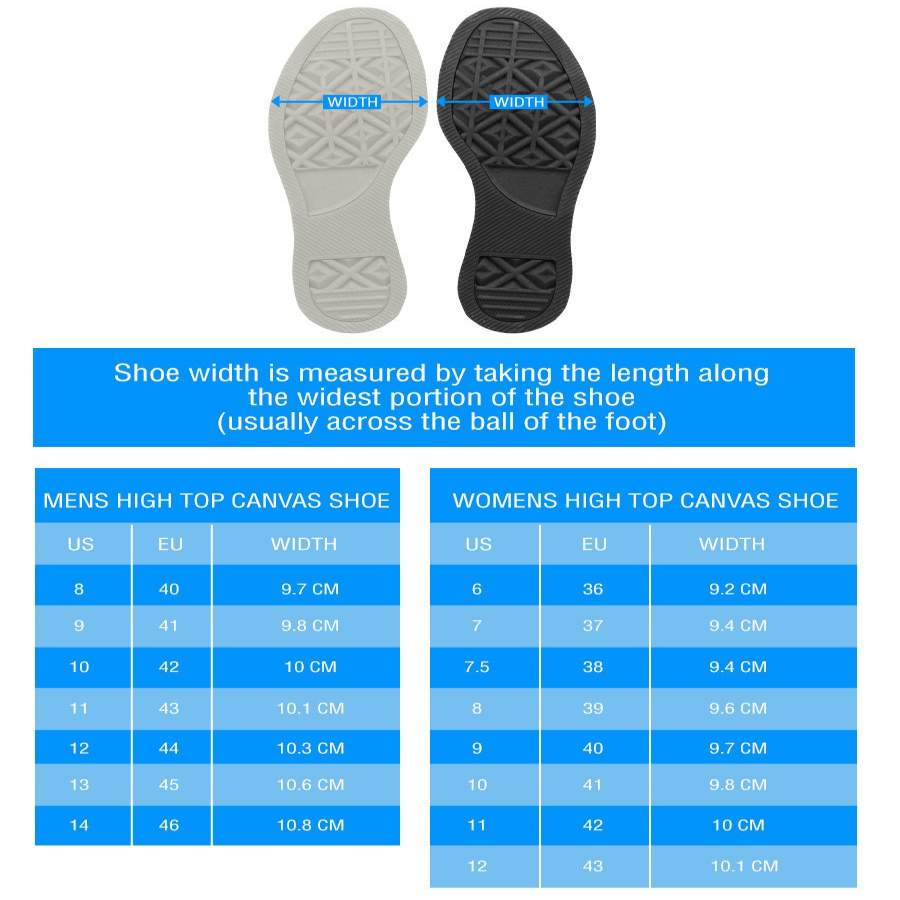 WIDTH WIDTH
Shoe width is measured by taking the length along
the widest portion of the shoe
(usually across the ball of the foot)
MENS HIGH TOP CANVAS SHOE
US EU WIDTH
8 40 9.7 CM
9 41 9.8 CM
10 42 10 CM
11 43 10.1 CM
12 44 10.3 CM
13 45 10.6 CM
14 46 10.8 CM
WOMENS HIGH TOP CANVAS SHOE
US EU WIDTH
6 36 9.2 CM
7 37 9.4 CM
7.5 38 9.4 CM
8 39 9.6 CM
9 40 9.7 CM
10 41 9.8 CM
11 42 10 CM
12 43 10.1 CM